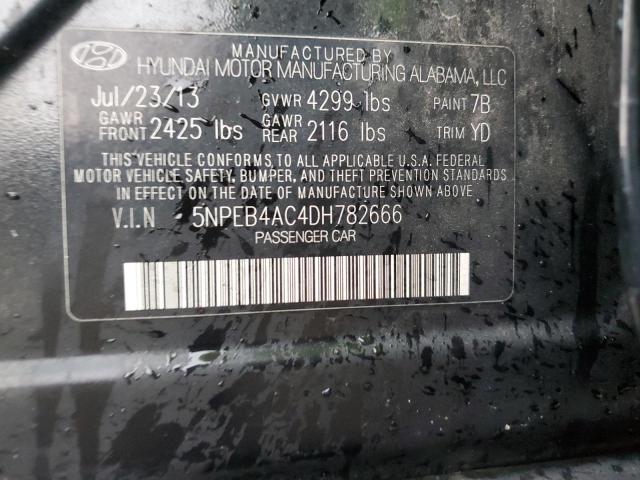 MANUFACTURED BY
HYUNDAI MOTOR MANUFACTURING ALABAMA, LLC
Jul/23/13 GVWR 4299 lbs PAINT 7B
GAWR FRONT 2425 lbs GAWR REAR 2116 lbs TRIM YD
THIS VEHICLE CONFORMS TO ALL APPLICABLE U.S.A. FEDERAL
MOTOR VEHICLE SAFETY, BUMPER, AND THEFT PREVENTION STANDARDS
IN EFFECT ON THE DATE OF MANUFACTURE SHOWN ABOVE.
V.I.N 5NPEB4AC4DH782666
PASSENGER CAR